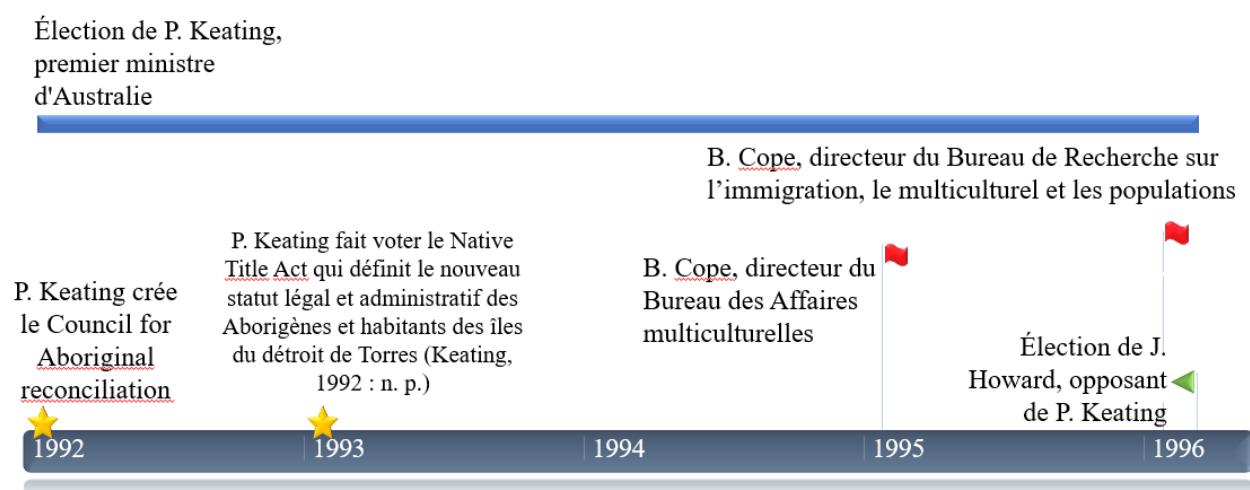 Élection de P. Keating,
premier ministre
d'Australie
B. Cope, directeur du Bureau de Recherche sur
l’immigration, le multiculturel et les populations
P. Keating fait voter le Native
Title Act qui définit le nouveau
statut légal et administratif des
Aborigènes et habitants des îles
du détroit de Torres (Keating,
1992 : n. p.)
B. Cope, directeur du
Bureau des Affaires
multiculturelles
P. Keating crée
le Council for
Aboriginal
reconciliation
Élection de J.
Howard, opposant
de P. Keating
1992
1993
1994
1995
1996